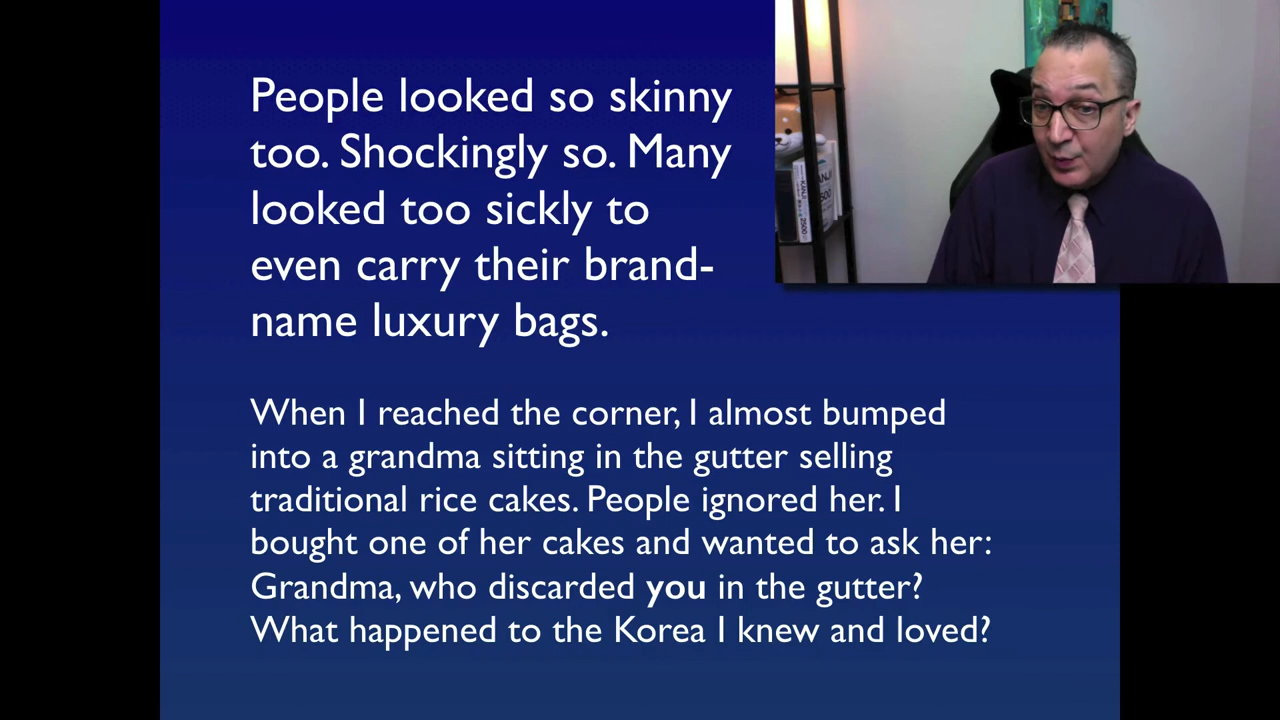 People looked so skinny
too. Shockingly so. Many
looked too sickly to
even carry their brand-
name luxury bags.
When I reached the corner, I almost bumped
into a grandma sitting in the gutter selling
traditional rice cakes. People ignored her. I
bought one of her cakes and wanted to ask her:
Grandma, who discarded you in the gutter?
What happened to the Korea I knew and loved?